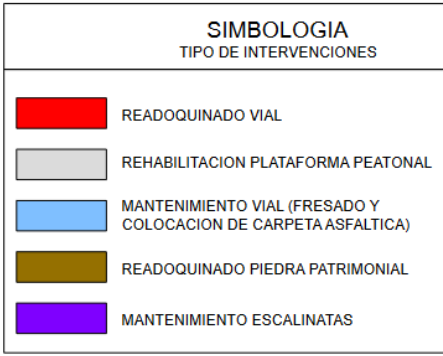 SIMBOLOGIA
TIPO DE INTERVENCIONES
READOQUINADO VIAL
REHABILITACION PLATAFORMA PEATONAL
MANTENIMIENTO VIAL (FRESADO Y
COLOCACION DE CARPETA ASFALTICA)
READOQUINADO PIEDRA PATRIMONIAL
MANTENIMIENTO ESCALINATAS